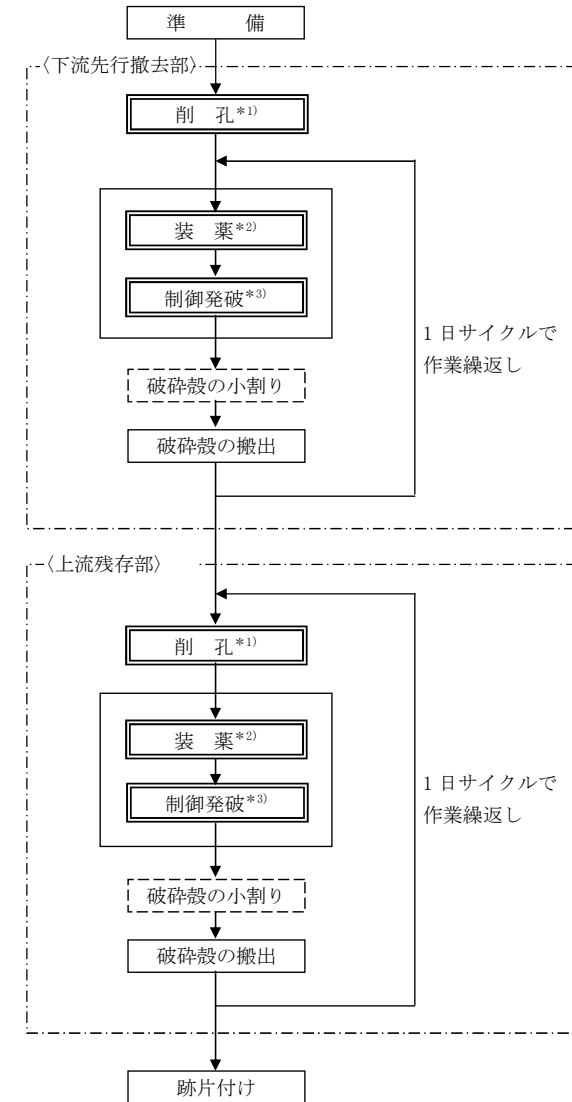 準　　備
〈下流先行撤去部〉
削　孔*1)
装　薬*2)
制御発破*3)
1日サイクルで
作業繰返し
破砕殻の小割り
破砕殻の搬出
〈上流残存部〉
削　孔*1)
装　薬*2)
制御発破*3)
1日サイクルで
作業繰返し
破砕殻の小割り
破砕殻の搬出
跡片付け